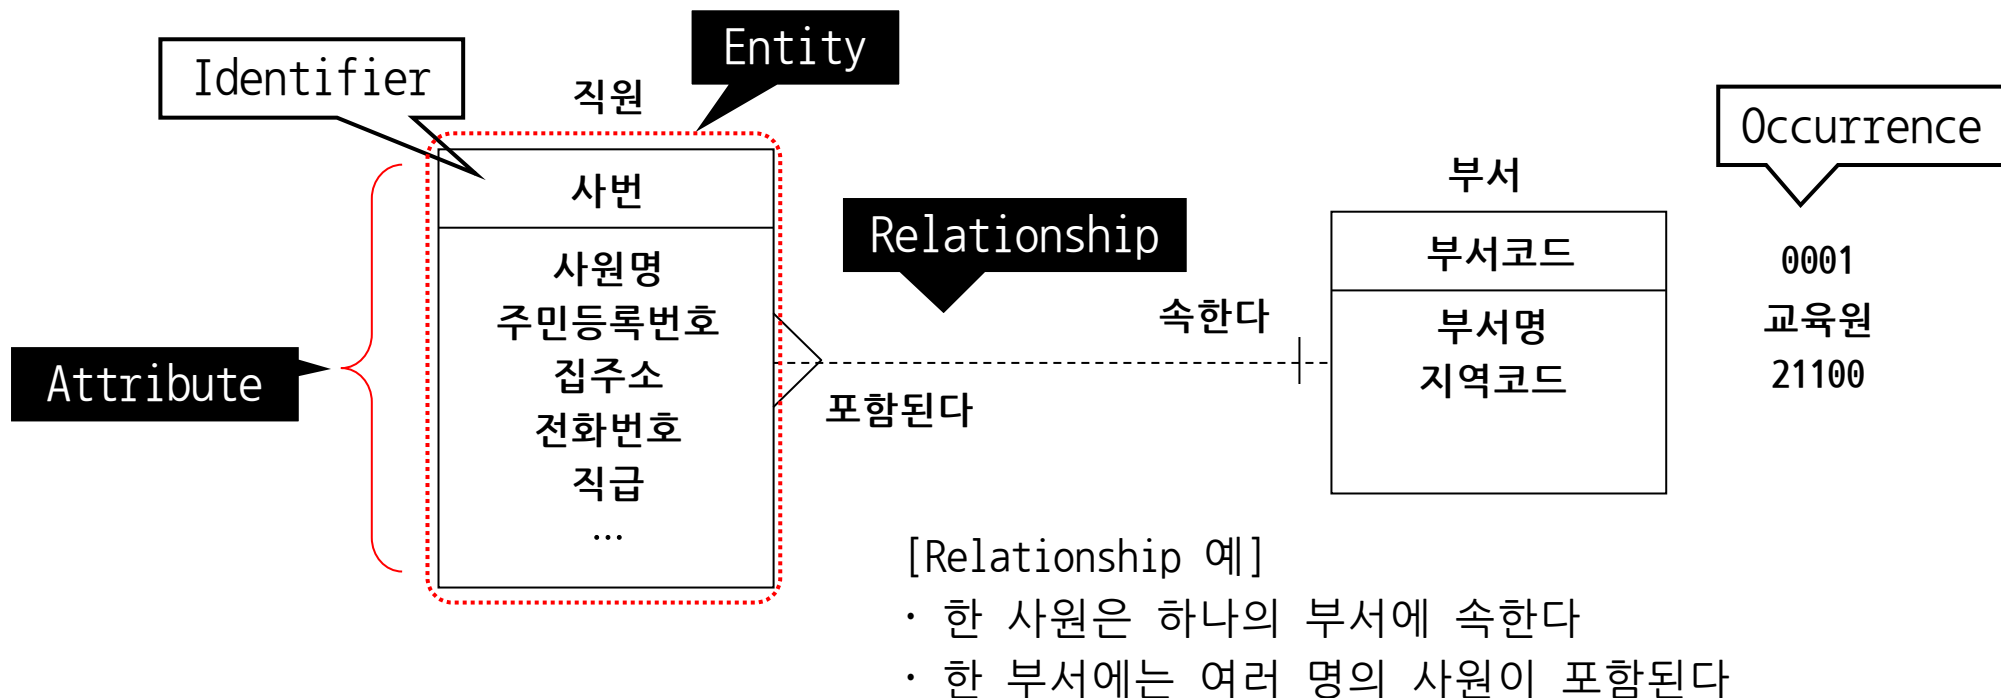 Entity
Identifier
직원
Occurrence
부서
사번
Relationship
부서코드
0001
사원명
주민등록번호
속한다
부서명
교육원
집주소
지역코드
21100
Attribute
포함된다
전화번호
직급
...
[Relationship 예]
· 한 사원은 하나의 부서에 속한다
· 한 부서에는 여러 명의 사원이 포함된다